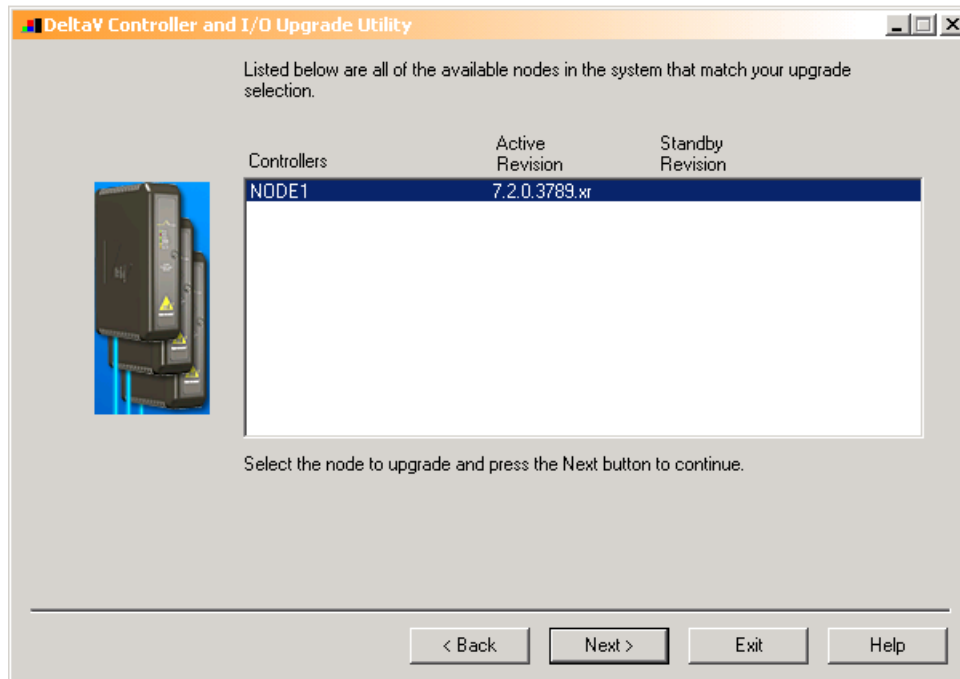 DeltaV Controller and I/O Upgrade Utility
Listed below are all of the available nodes in the system that match your upgrade
selection.
Controllers Active Revision Standby Revision
NODE1 7.2.0.3789.xr
Select the node to upgrade and press the Next button to continue.
< Back Next > Exit Help